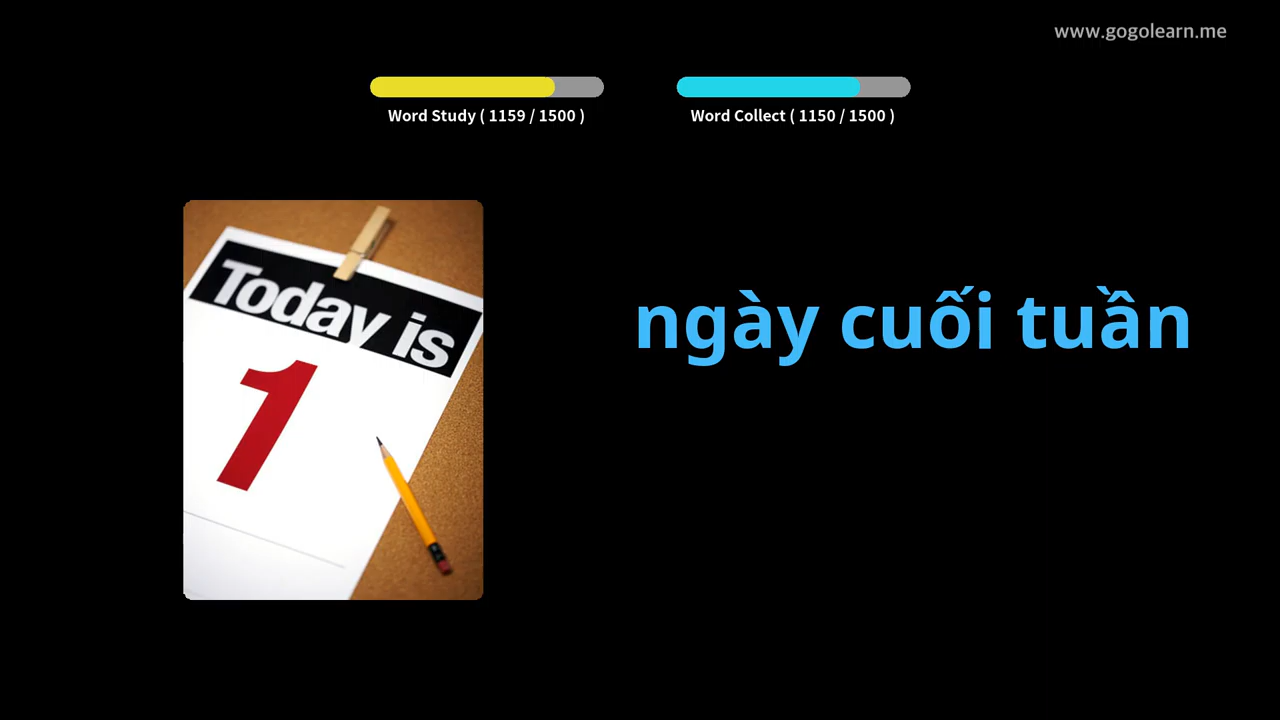 www.gogolearn.me
Word Study ( 1159 / 1500 )
Word Collect ( 1150 / 1500 )
Today is
1
ngày cuối tuần